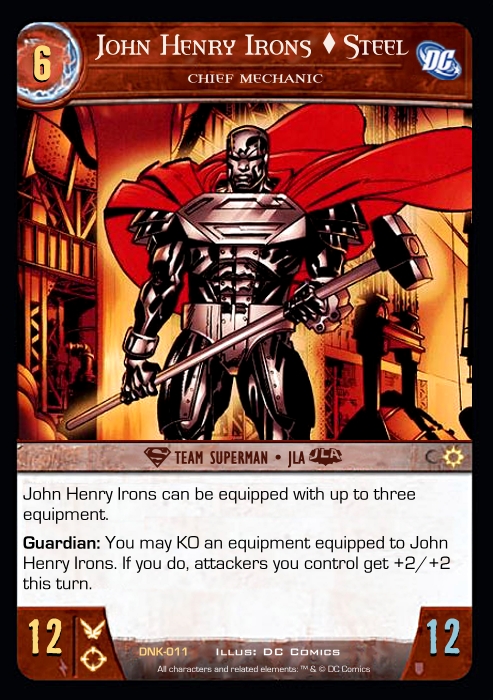 6
JOHN HENRY IRONS ♦ STEEL
CHIEF MECHANIC
DC
S TEAM SUPERMAN • JLA JLA
C
John Henry Irons can be equipped with up to three
equipment.
Guardian: You may KO an equipment equipped to John
Henry Irons. If you do, attackers you control get +2/+2
this turn.
12
DNK-011 ILLUS: DC COMICS
All characters and related elements: ™ & © DC Comics
12